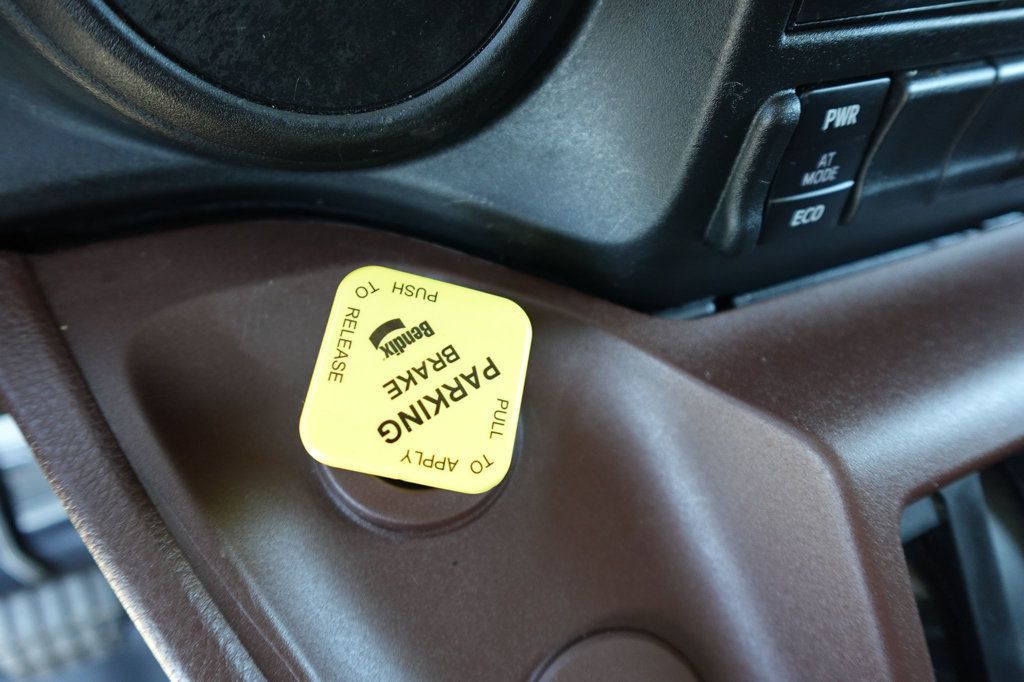 PULL TO APPLY
PARKING
BRAKE
Bendix
PUSH TO RELEASE
PWR
AT
MODE
ECO